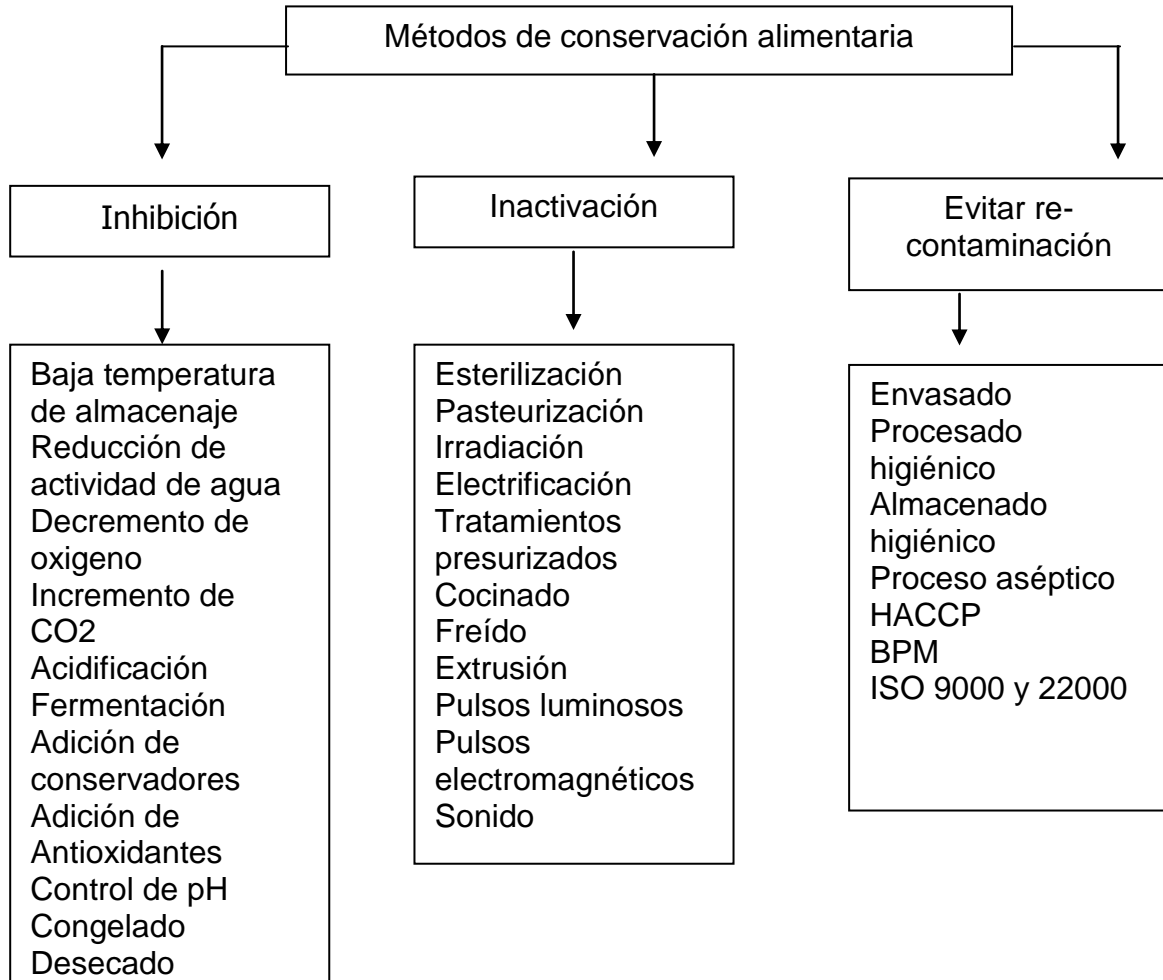 Métodos de conservación alimentaria
Inhibición
Baja temperatura
de almacenaje
Reducción de
actividad de agua
Decremento de
oxigeno
Incremento de
CO2
Acidificación
Fermentación
Adición de
conservadores
Adición de
Antioxidantes
Control de pH
Congelado
Desecado
Inactivación
Esterilización
Pasteurización
Irradiación
Electrificación
Tratamientos
presurizados
Cocinado
Freído
Extrusión
Pulsos luminosos
Pulsos
electromagnéticos
Sonido
Evitar re-
contaminación
Envasado
Procesado
higiénico
Almacenado
higiénico
Proceso aséptico
HACCP
BPM
ISO 9000 y 22000